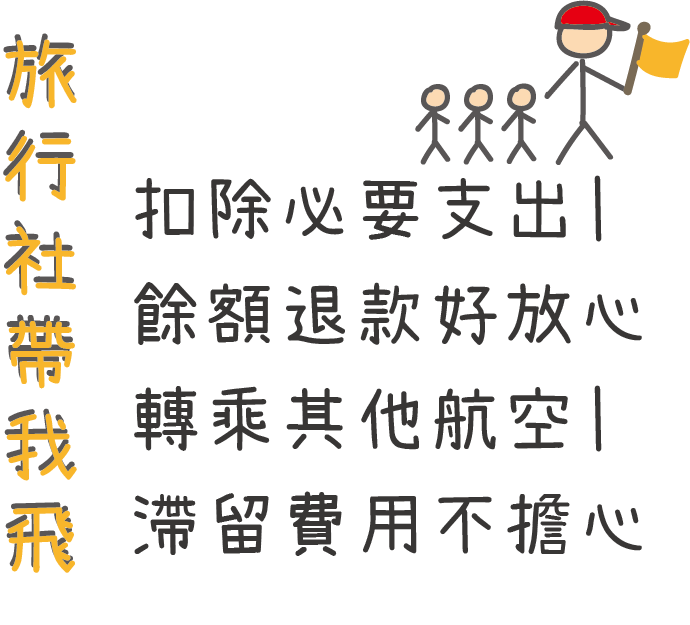 旅行社帶我飛
扣除必要支出|
餘額退款好放心
轉乘其他航空|
滯留費用不擔心